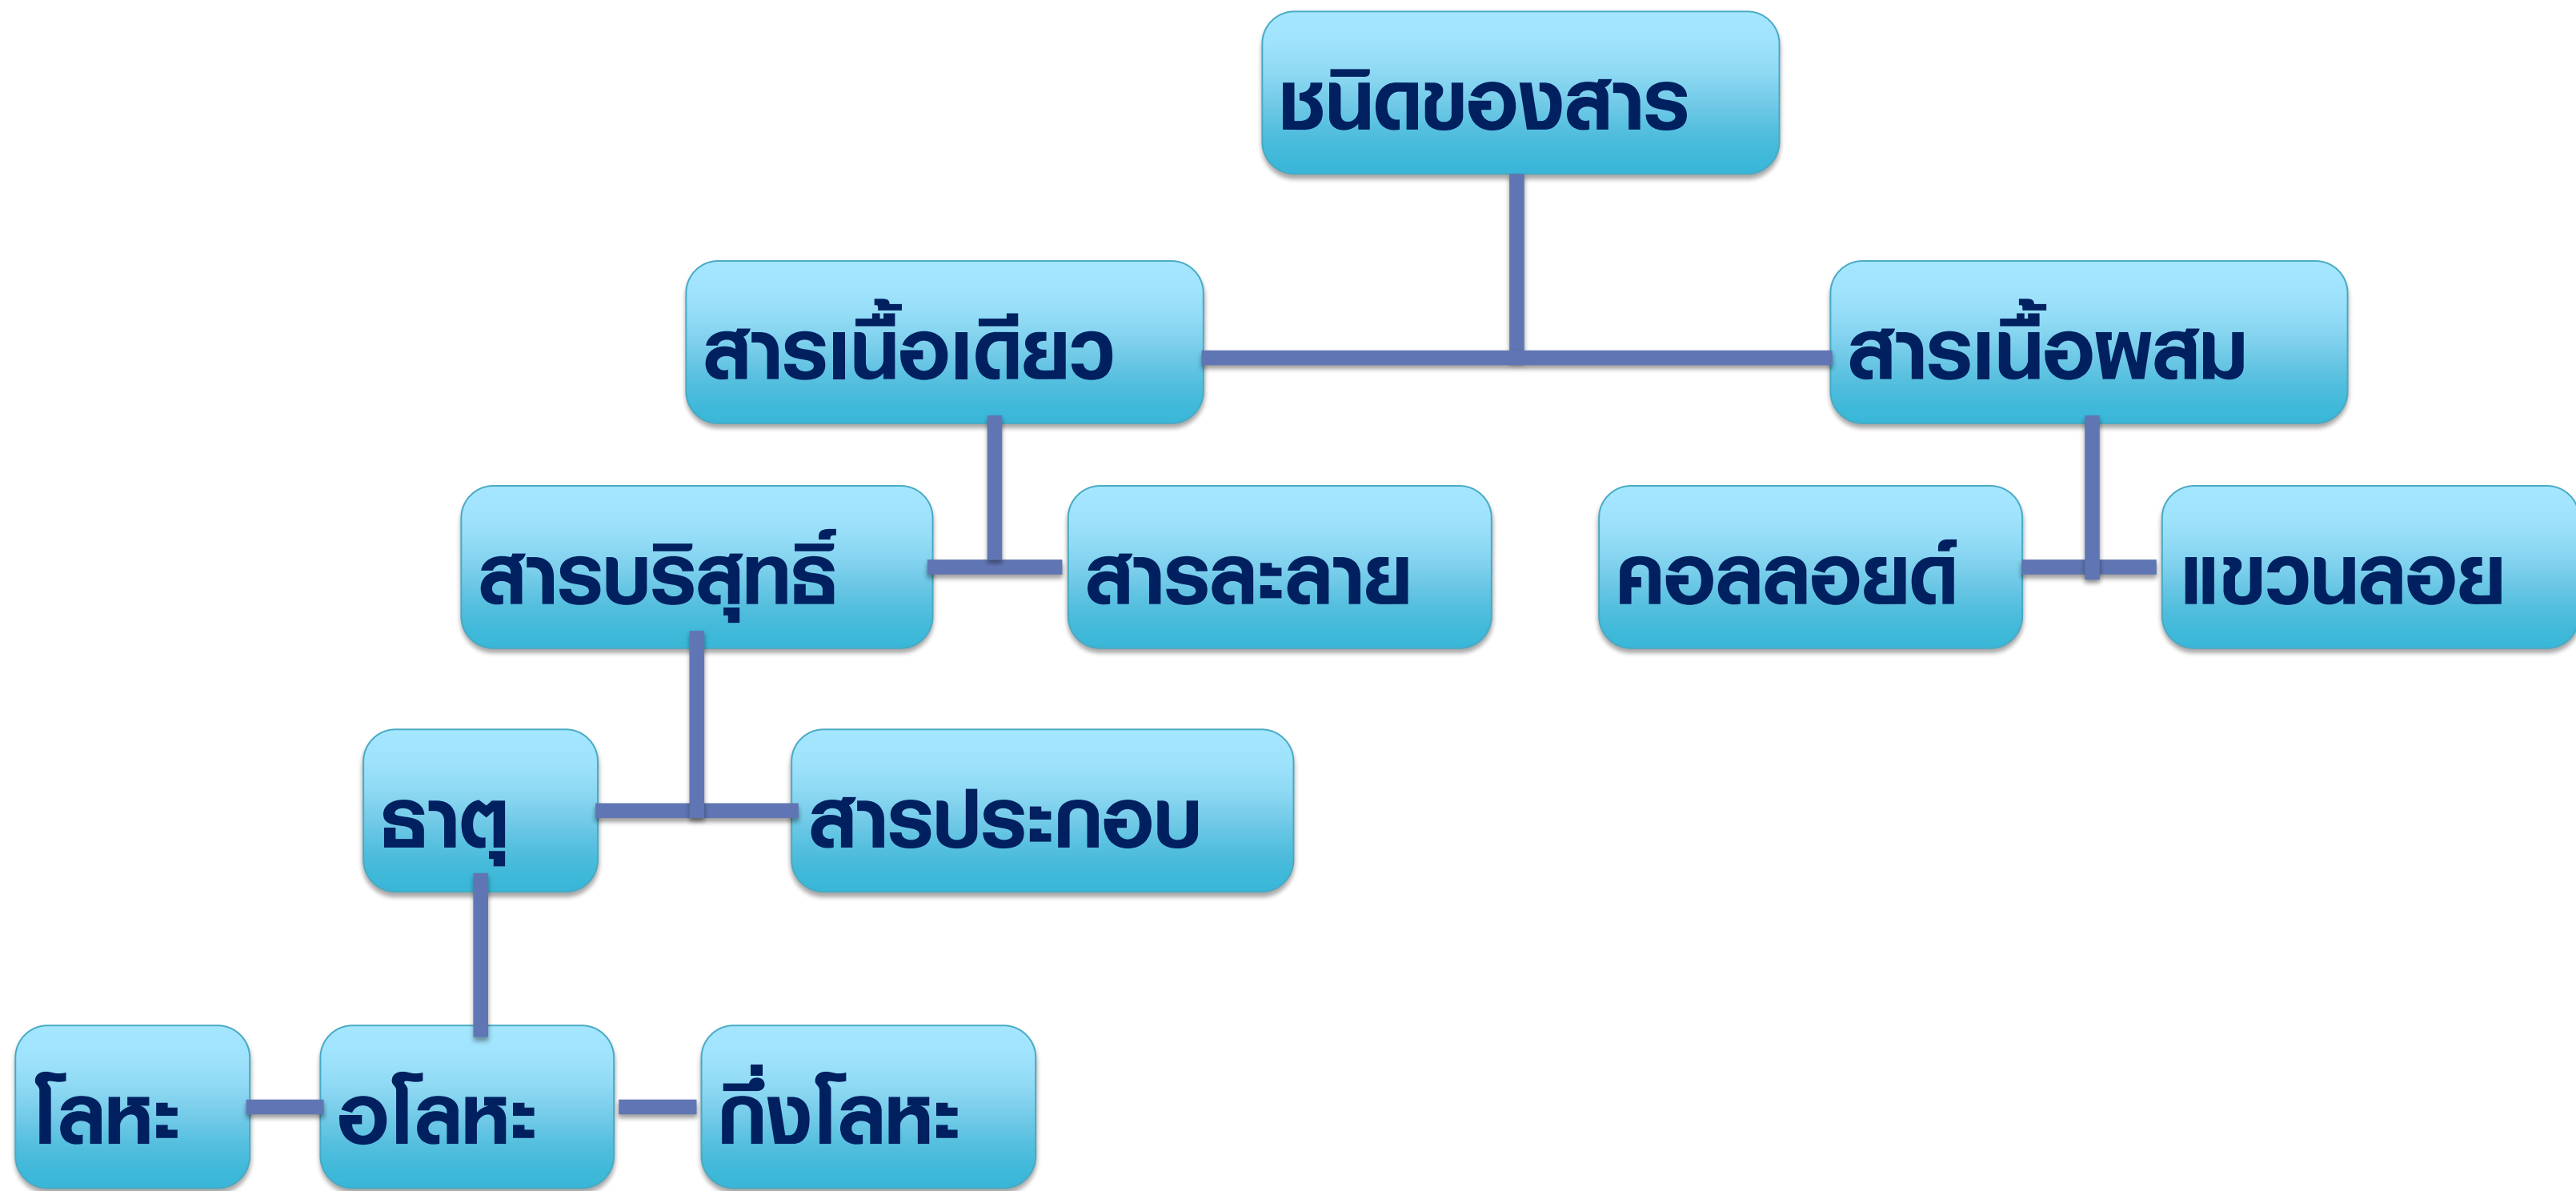 ชนิดของสาร
สารเนื้อเดียว
สารเนื้อผสม
สารบริสุทธิ์
สารละลาย
คอลลอยด์
แขวนลอย
ธาตุ
สารประกอบ
โลหะ
อโลหะ
กึ่งโลหะ